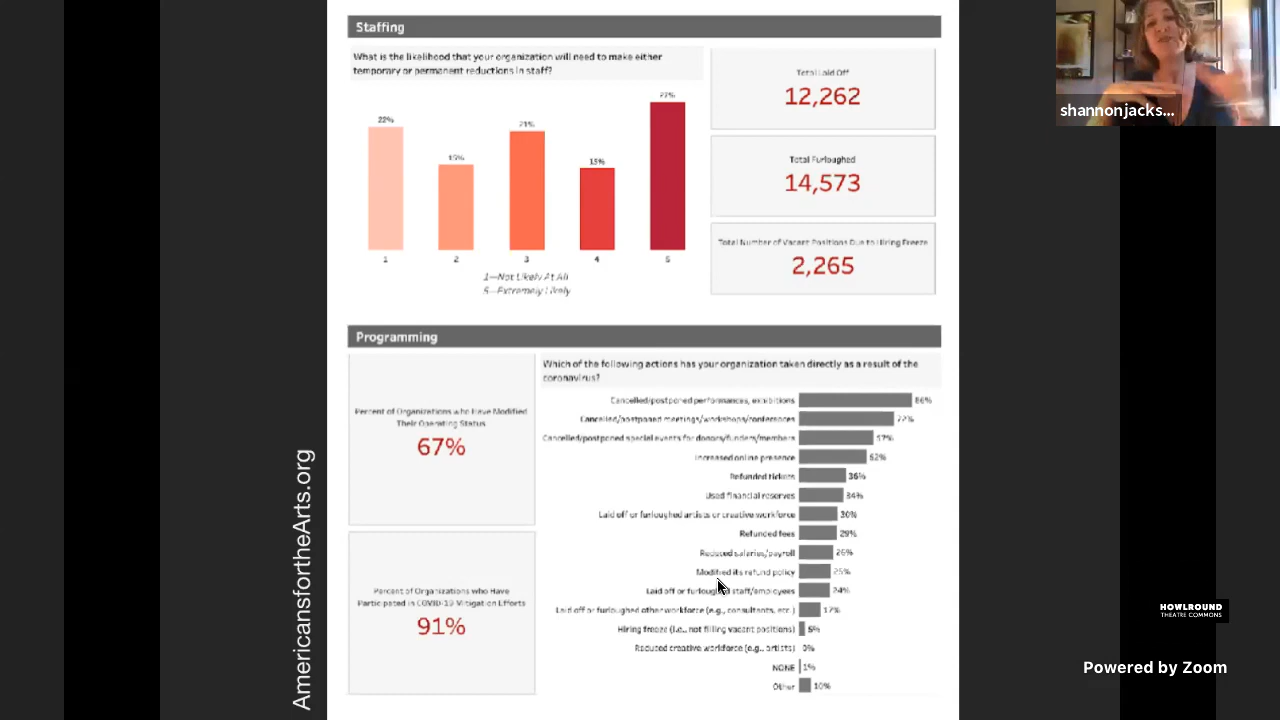 Staffing
What is the likelihood that your organization will need to make either
temporary or permanent reductions in staff?
22%
15%
21%
15%
27%
1
2
3
4
5
1—Not Likely At All
5—Extremely Likely
Total Laid Off
12,262
Total Furloughed
14,573
Total Number of Vacant Positions Due to Hiring Freeze
2,265
shannonjacks...
Programming
Percent of Organizations who Have Modified
Their Operating Status
67%
Percent of Organizations who Have
Participated in COVID-19 Mitigation Efforts
91%
Which of the following actions has your organization taken directly as a result of the
coronavirus?
Cancelled/postponed performances, exhibitions 86%
Cancelled/postponed meetings/workshops/conferences 72%
Cancelled/postponed special events for donors/funders/members 57%
Increased online presence 52%
Refunded tickets 36%
Used financial reserves 34%
Laid off or furloughed artists or creative workforce 30%
Refunded fees 29%
Reduced salaries/payroll 26%
Modified its refund policy 25%
Laid off or furloughed staff/employees 24%
Laid off or furloughed other workforce (e.g., consultants, etc.) 17%
Hiring freeze (i.e., not filling vacant positions) 5%
Reduced creative workforce (e.g., artists) 0%
NONE 1%
Other 10%
AmericansfortheArts.org
HOWLROUND
THEATRE COMMONS
Powered by Zoom